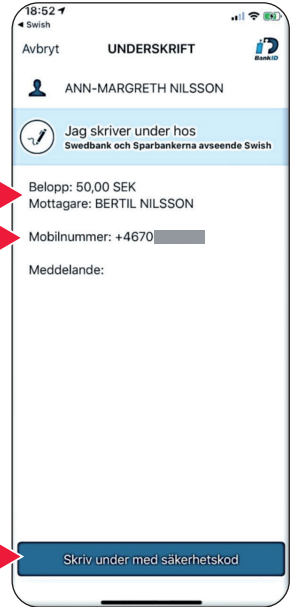 18:52
Swish
Avbryt
UNDERSKRIFT
BankID
ANN-MARGRETH NILSSON
Jag skriver under hos
Swedbank och Sparbankerna avseende Swish
Belopp: 50,00 SEK
Mottagare: BERTIL NILSSON
Mobilnummer: +4670
Meddelande:
Skriv under med säkerhetskod